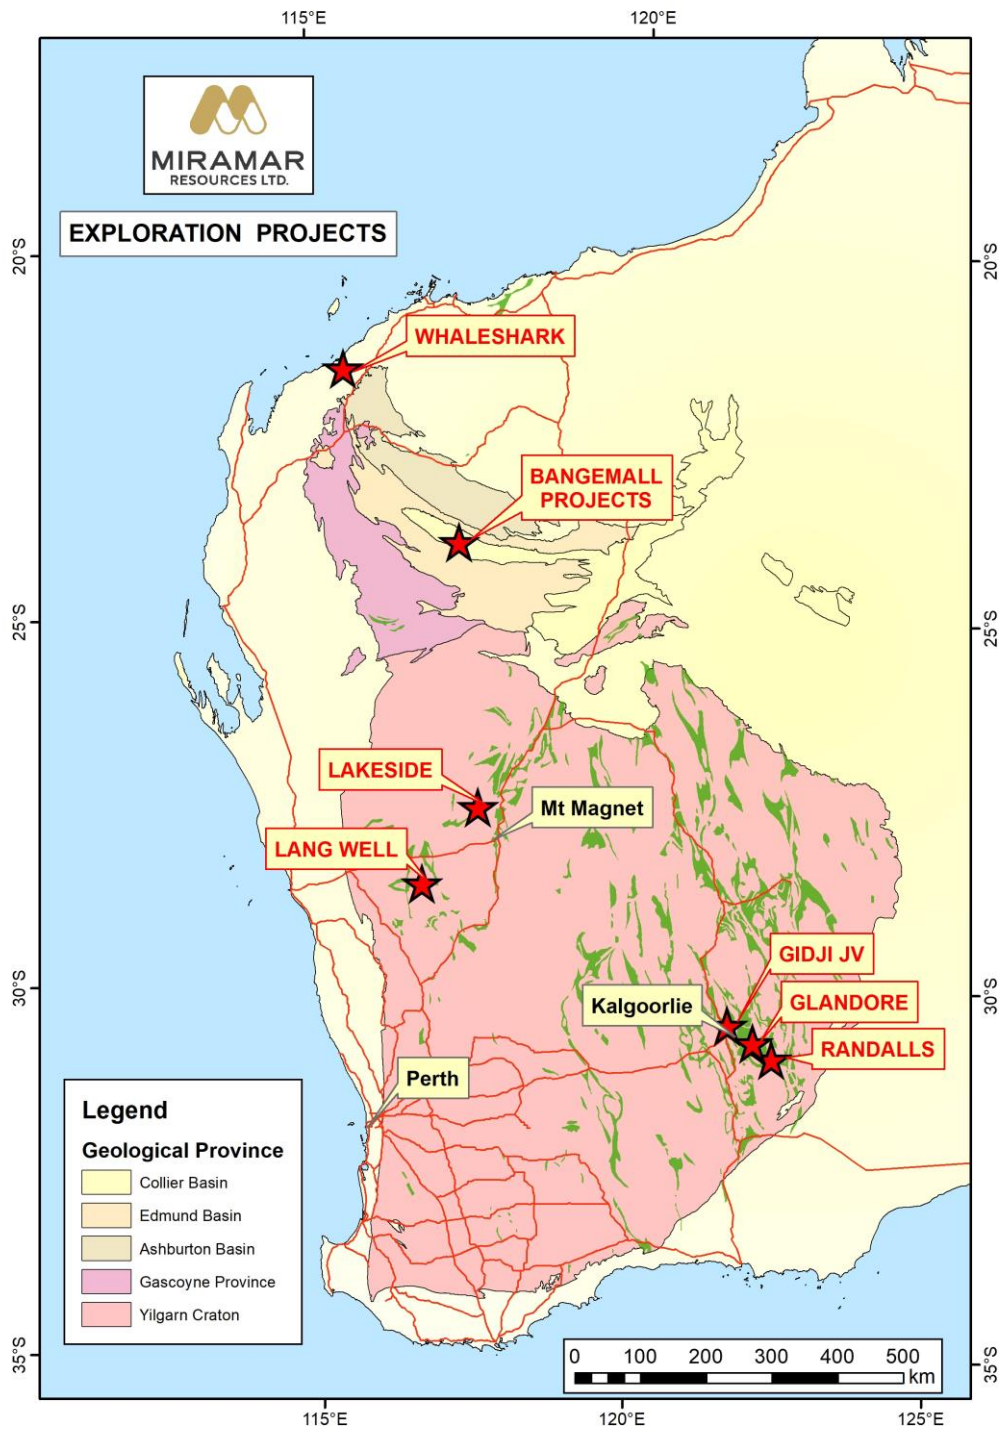 115°E
120°E
MIRAMAR
RESOURCES LTD.
EXPLORATION PROJECTS
20°S
20°S
WHALESHARK
BANGEMALL
PROJECTS
25°S
25°S
LAKESIDE
Mt Magnet
LANG WELL
GIDJI JV
Kalgoorlie
GLANDORE
30°S
30°S
RANDALLS
Perth
Legend
Geological Province
Collier Basin
Edmund Basin
Ashburton Basin
Gascoyne Province
Yilgarn Craton
35°S
35°S
0 100 200 300 400 500
km
115°E
120°E
125°E